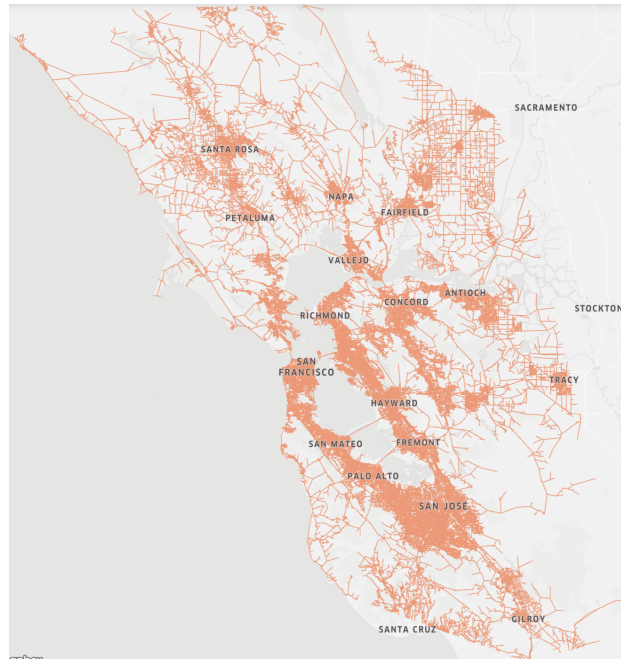 SACRAMENTO
SANTA ROSA
NAPA
FAIRFIELD
PETALUMA
VALLEJO
ANTIOCH
CONCORD
STOCKTON
RICHMOND
SAN
FRANCISCO
TRACY
HAYWARD
SAN MATEO
FREMONT
PALO ALTO
SAN JOSÉ
GILROY
SANTA CRUZ